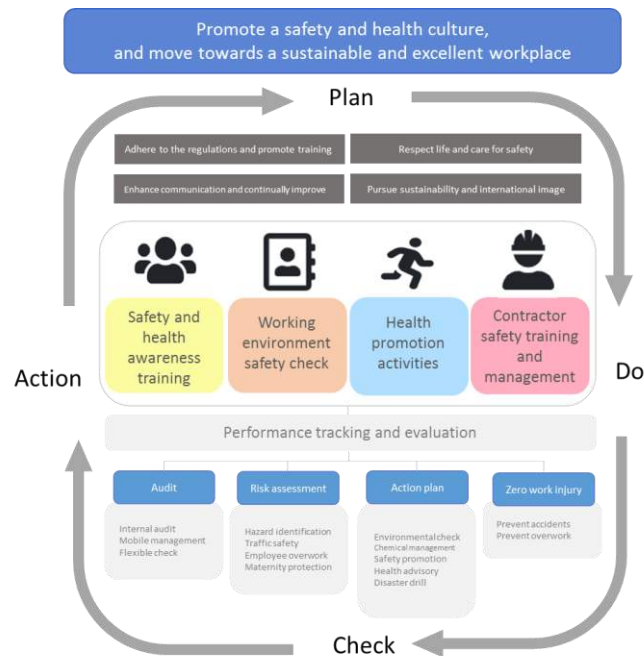 Promote a safety and health culture,
and move towards a sustainable and excellent workplace
Plan
Adhere to the regulations and promote training
Respect life and care for safety
Enhance communication and continually improve
Pursue sustainability and international image
Safety and
health
awareness
training
Working
environment
safety check
Health
promotion
activities
Contractor
safety training
and
management
Action
Do
Performance tracking and evaluation
Audit
Internal audit
Mobile management
Flexible check
Risk assessment
Hazard identification
Traffic safety
Employee overwork
Maternity protection
Action plan
Environmental check
Chemical management
Safety promotion
Health advisory
Disaster drill
Zero work injury
Prevent accidents
Prevent overwork
Check